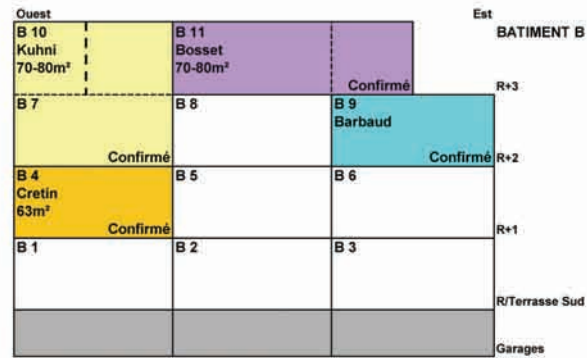 Ouest
Est
BATIMENT B
B 10
Kuhni
70-80m²
B 11
Bosset
70-80m²
Confirmé
R+3
B 7
Confirmé
B 8
B 9
Barbaud
Confirmé
R+2
B 4
Cretin
63m²
Confirmé
B 5
B 6
R+1
B 1
B 2
B 3
R/Terrasse Sud
Garages